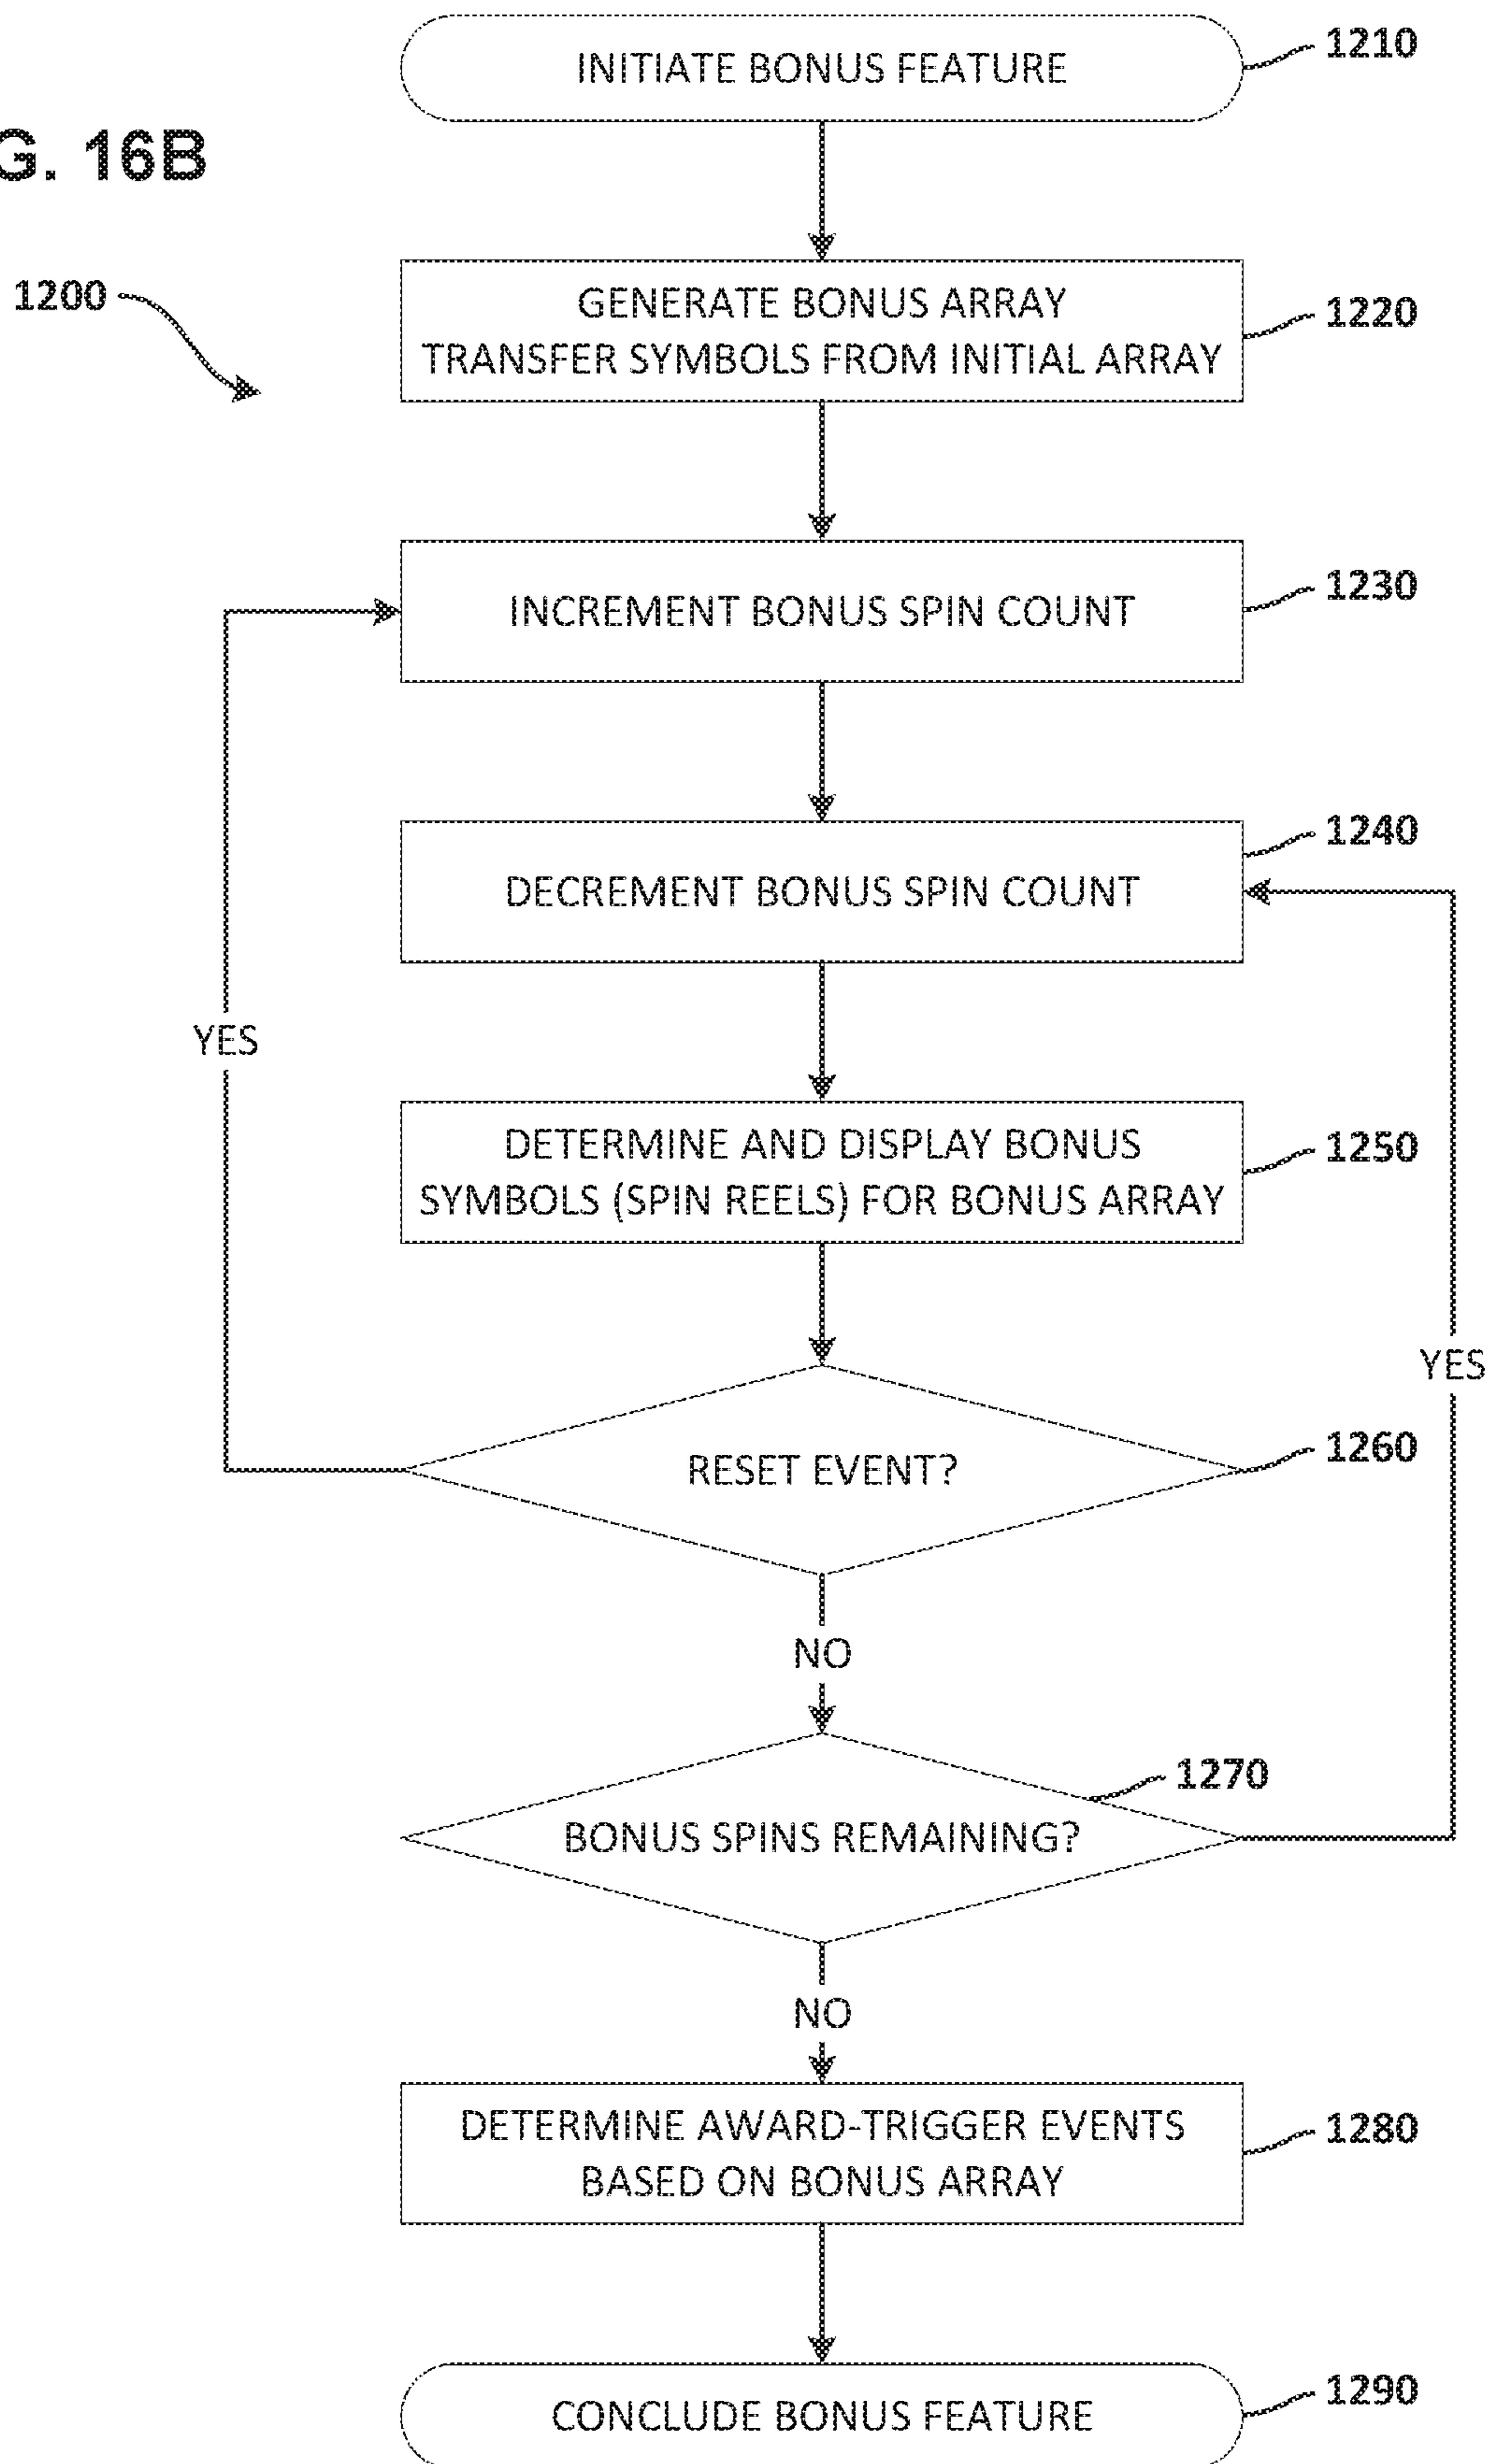 INITIATE BONUS FEATURE
1210
G. 16B
1200
GENERATE BONUS ARRAY
TRANSFER SYMBOLS FROM INITIAL ARRAY
1220
INCREMENT BONUS SPIN COUNT
1230
DECREMENT BONUS SPIN COUNT
1240
YES
DETERMINE AND DISPLAY BONUS
SYMBOLS (SPIN REELS) FOR BONUS ARRAY
1250
YES
RESET EVENT?
1260
NO
1270
BONUS SPINS REMAINING?
NO
DETERMINE AWARD-TRIGGER EVENTS
BASED ON BONUS ARRAY
1280
CONCLUDE BONUS FEATURE
1290